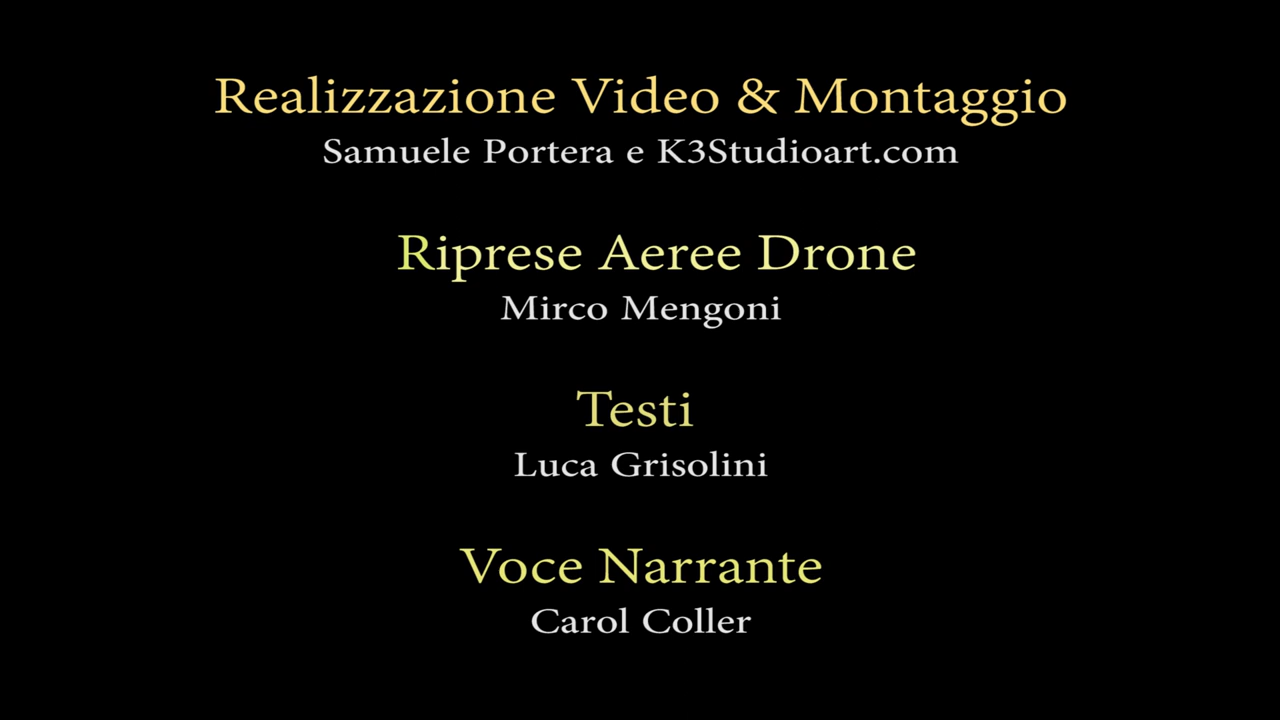 Realizzazione Video & Montaggio
Samuele Portera e K3Studioart.com
Riprese Aeree Drone
Mirco Mengoni
Testi
Luca Grisolini
Voce Narrante
Carol Coller